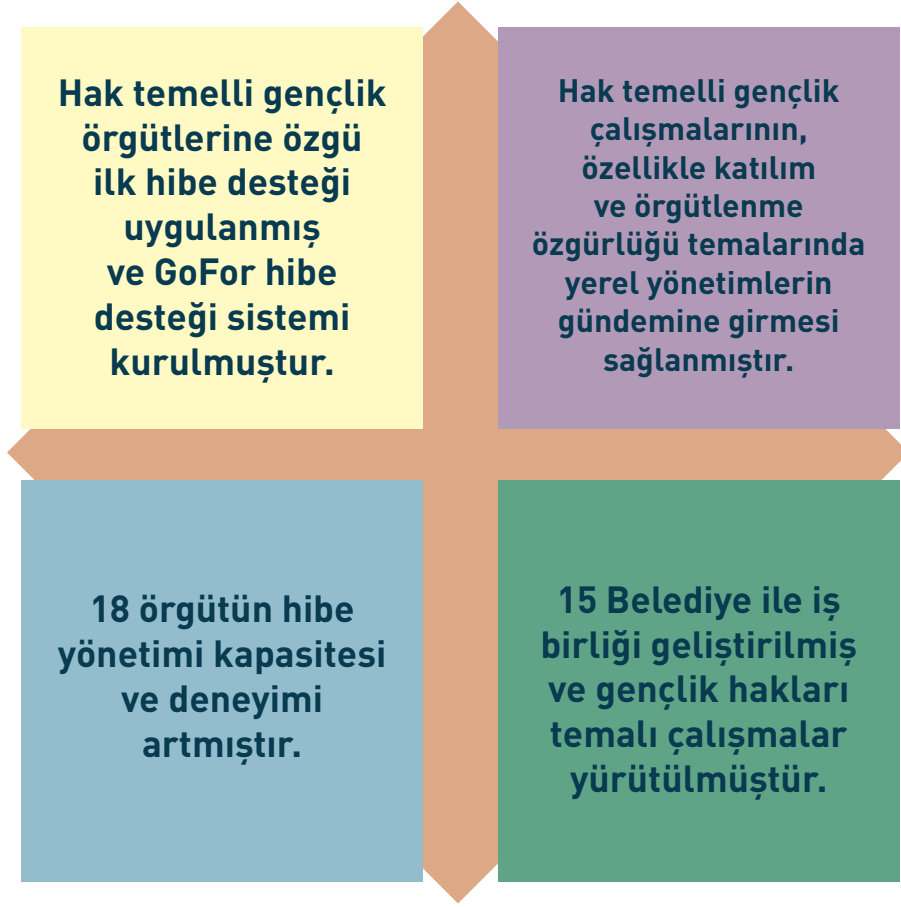 Hak temelli gençlik
örgütlerine özgü
ilk hibe desteği
uygulanmış
ve GoFor hibe
desteği sistemi
kurulmuştur.
Hak temelli gençlik
çalışmalarının,
özellikle katılım
ve örgütlenme
özgürlüğü temalarında
yerel yönetimlerin
gündemine girmesi
sağlanmıştır.
18 örgütün hibe
yönetimi kapasitesi
ve deneyimi
artmıştır.
15 Belediye ile iş
birliği geliştirilmiş
ve gençlik hakları
temalı çalışmalar
yürütülmüştür.